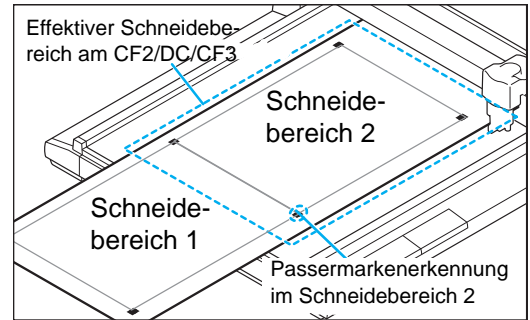 Effektiver Schneidebe-
reich am CF2/DC/CF3
Schneide-
bereich 2
Schneide-
bereich 1
Passermarkenerkennung
im Schneidebereich 2